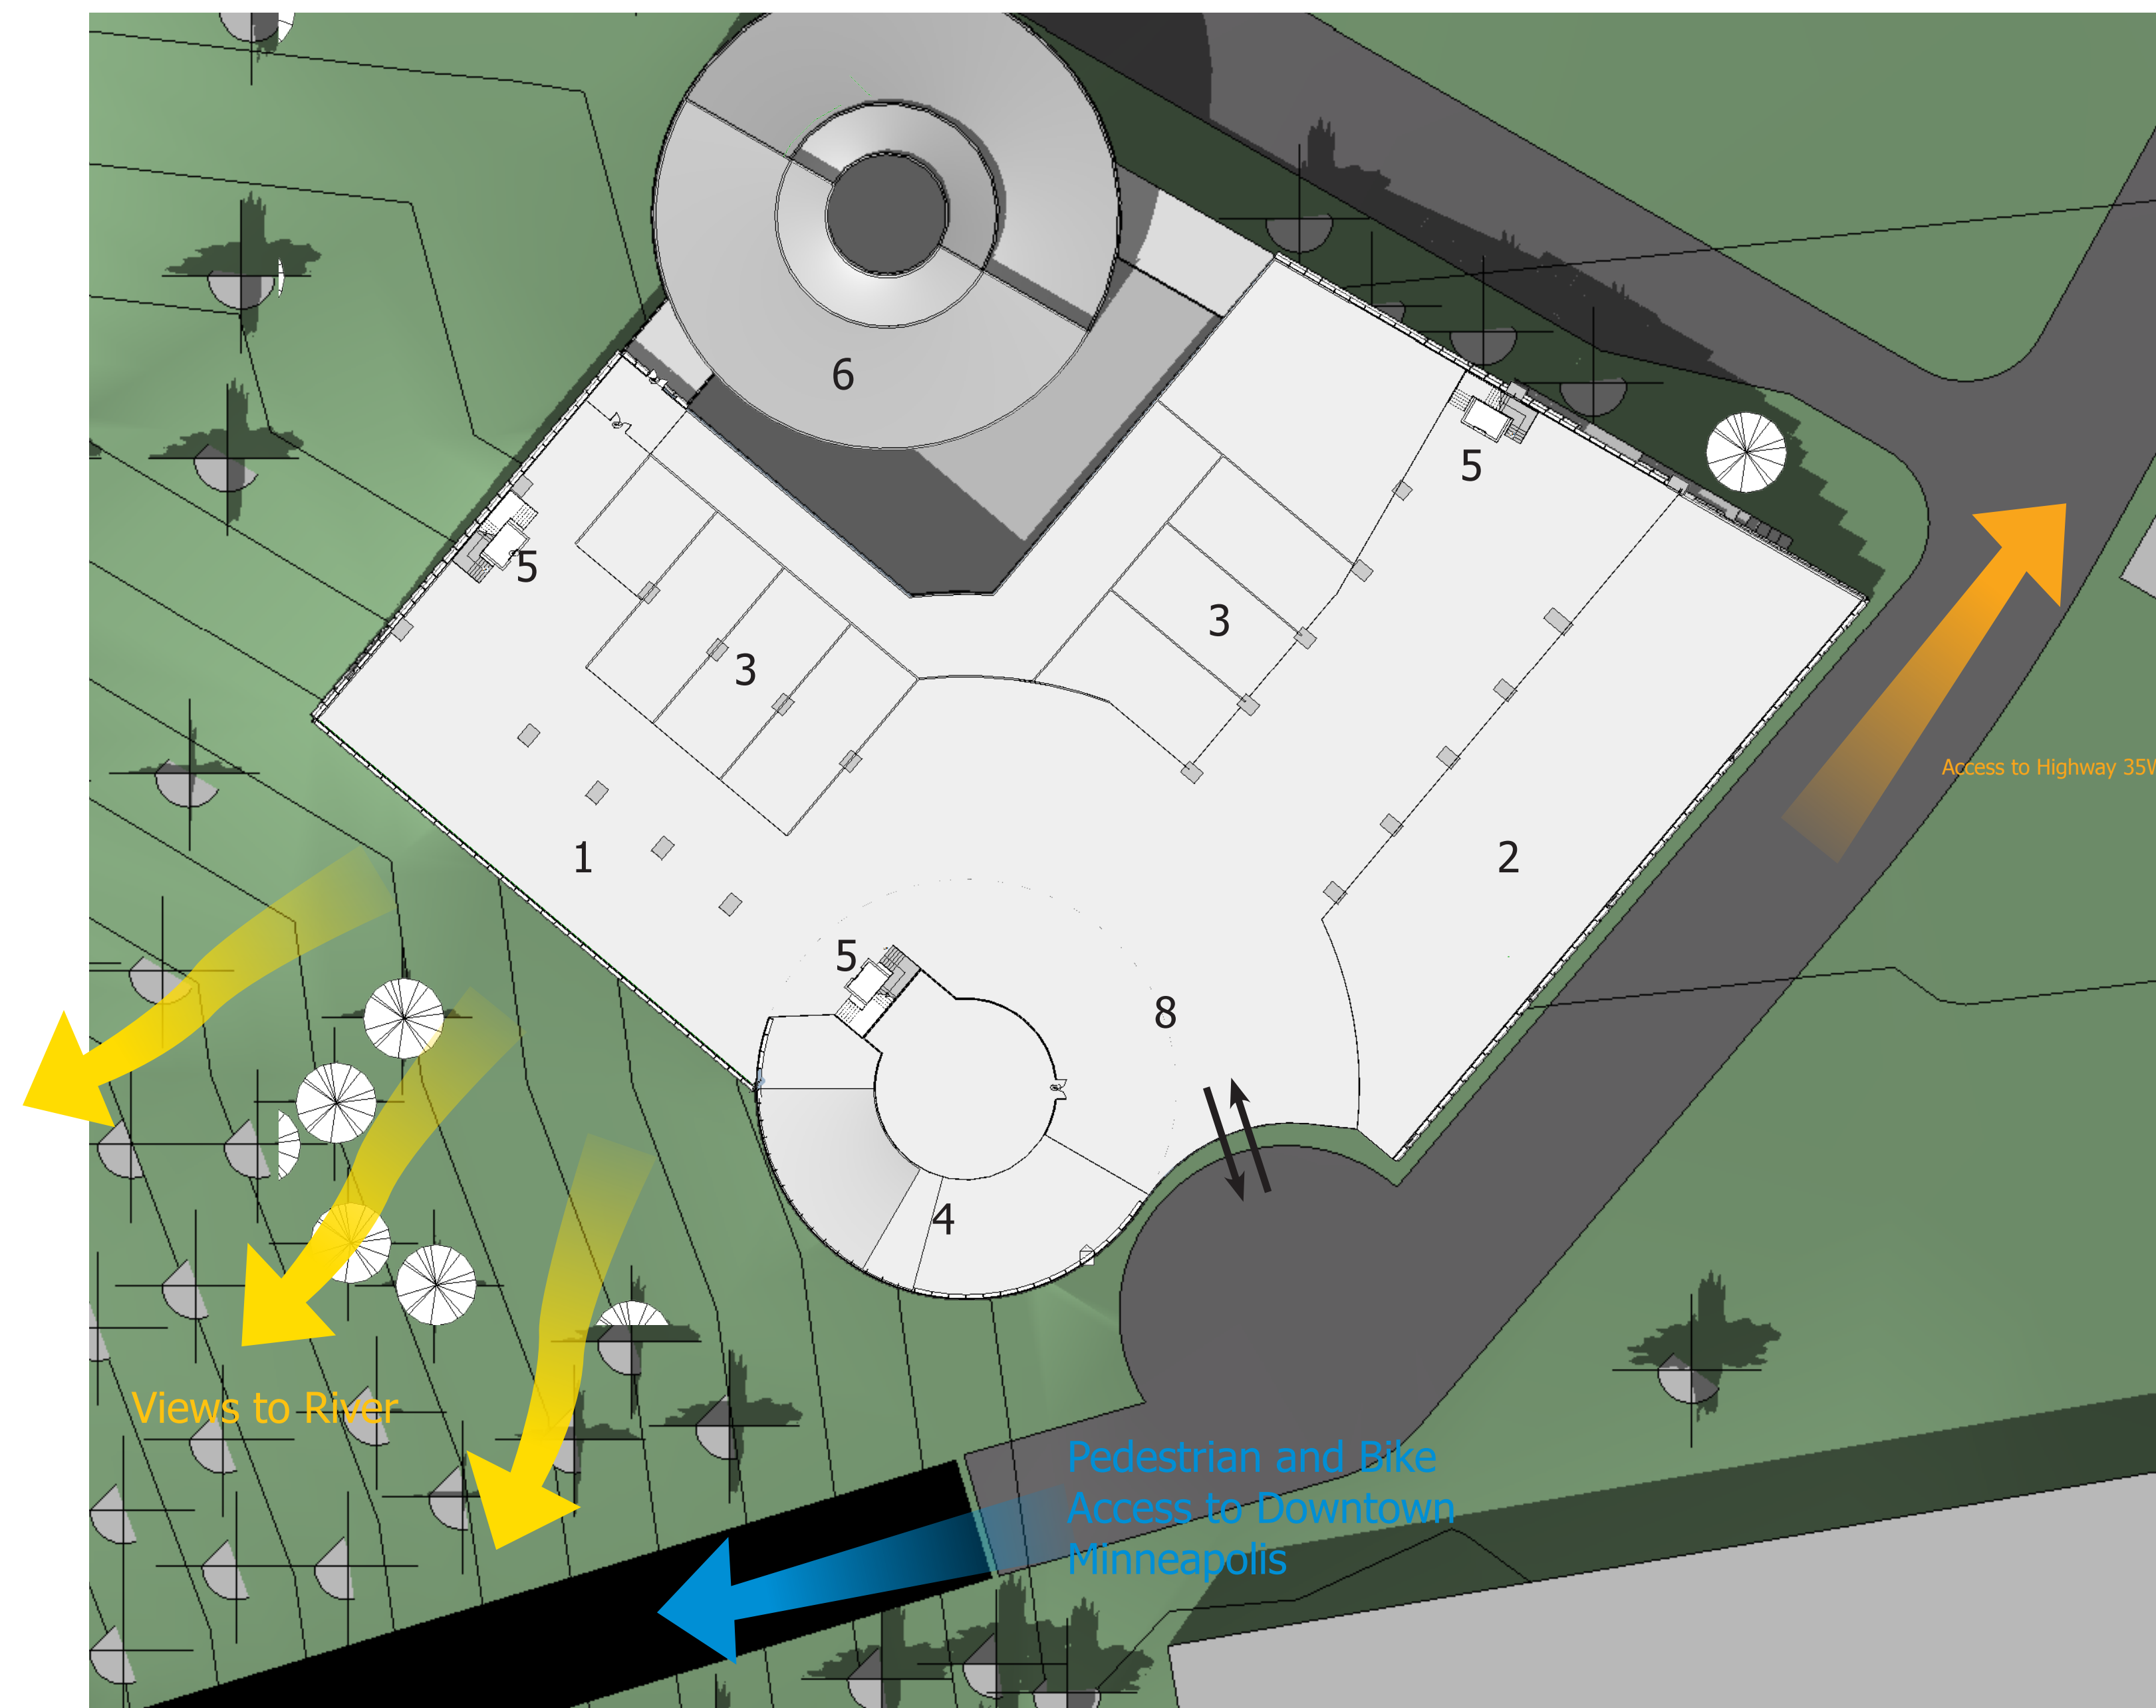 6
5
5
3
3
Access to Highway 35W
1
2
5
8
4
Views to River
Pedestrian and Bike
Access to Downtown
Minneapolis